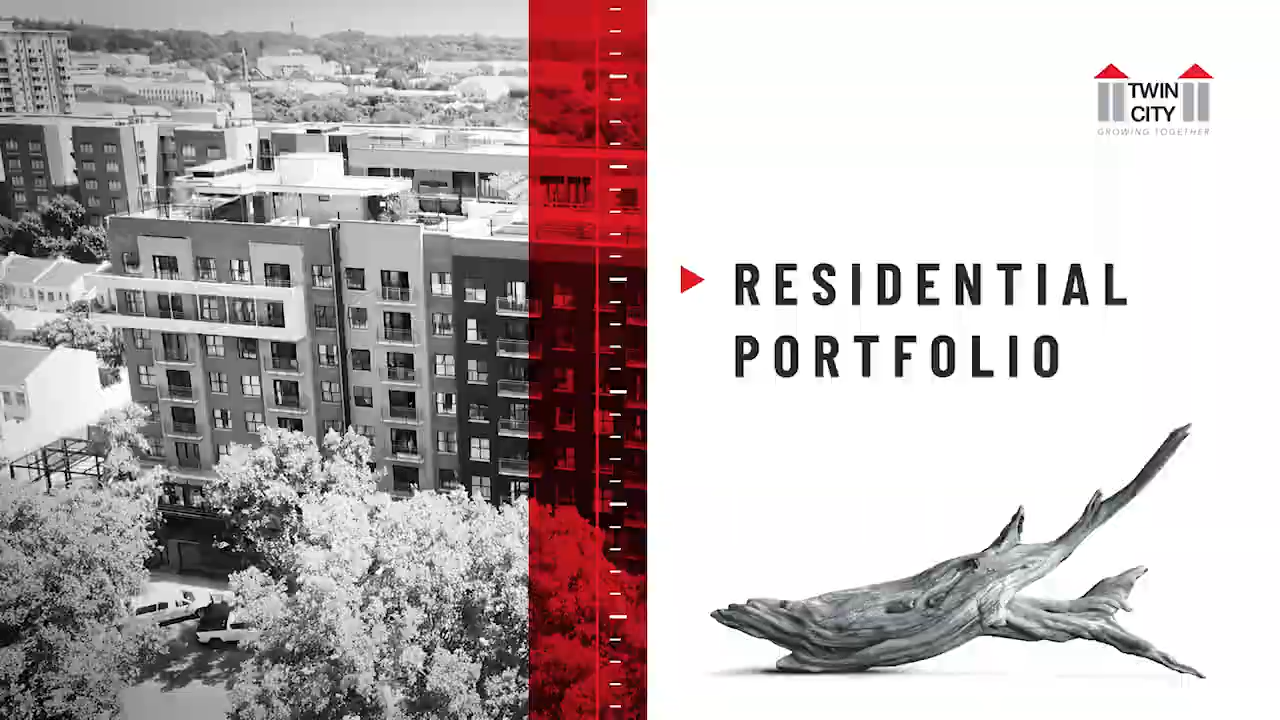 TWIN
CITY
GROWING TOGETHER
RESIDENTIAL
PORTFOLIO